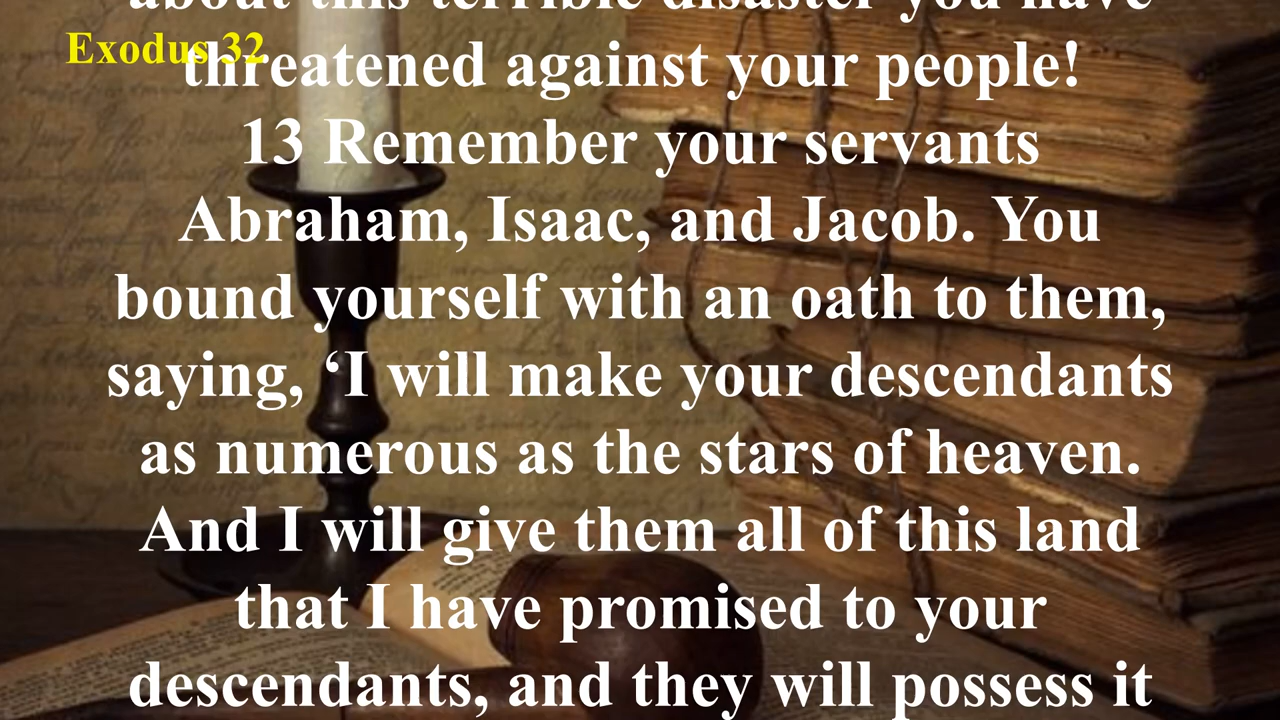 about this terrible disaster you have
Exodus 32
threatened against your people!
13 Remember your servants
Abraham, Isaac, and Jacob. You
bound yourself with an oath to them,
saying, ‘I will make your descendants
as numerous as the stars of heaven.
And I will give them all of this land
that I have promised to your
descendants, and they will possess it